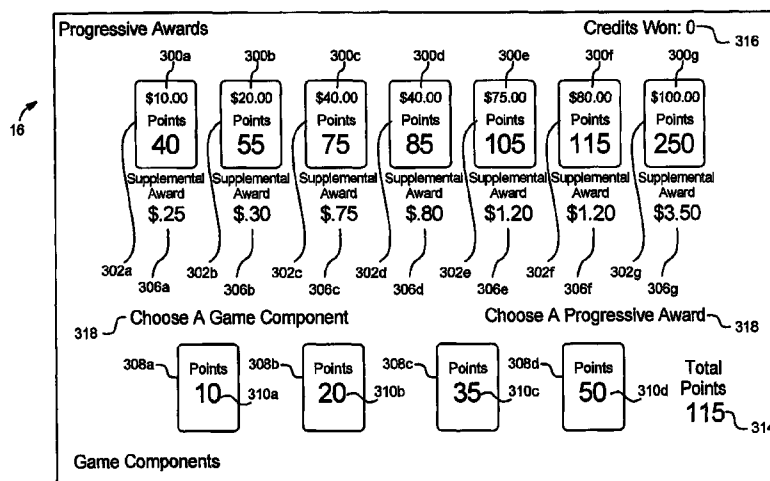 Progressive Awards Credits Won: 0 316
300a 300b 300c 300d 300e 300f 300g
16
$10.00 $20.00 $40.00 $40.00 $75.00 $80.00 $100.00
Points Points Points Points Points Points Points
40 55 75 85 105 115 250
Supplemental Supplemental Supplemental Supplemental Supplemental Supplemental Supplemental
Award Award Award Award Award Award Award
$.25 $.30 $.75 $.80 $1.20 $1.20 $3.50
302a 302b 302c 302d 302e 302f 302g
306a 306b 306c 306d 306e 306f 306g
318 Choose A Game Component Choose A Progressive Award 318
308a 308b 308c 308d
Points Points Points Points Total
10 310a 20 310b 35 310c 50 310d Points
115 314
Game Components